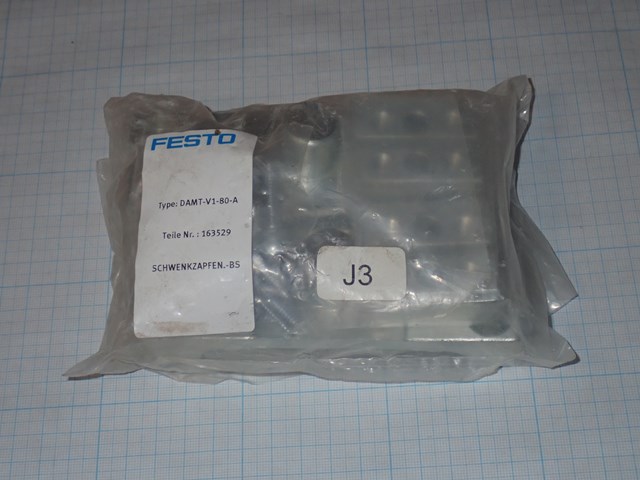 FESTO
Type: DAMT-V1-80-A
Teile Nr.: 163529
SCHWENKZAPFEN.-BS
J3